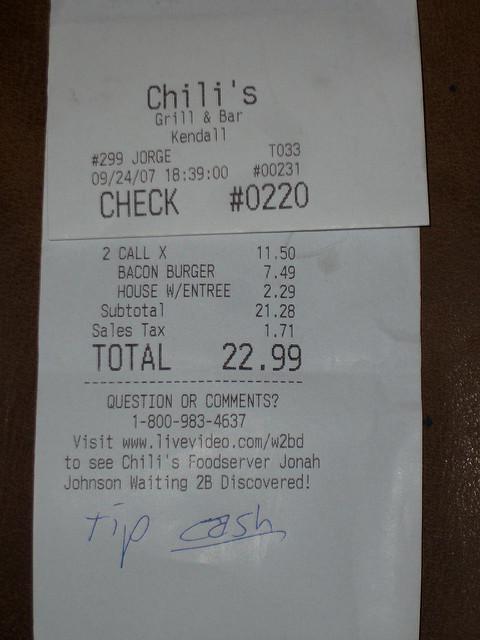 Chili's
Grill & Bar
Kendall
#299 JORGE T033
09/24/07 18:39:00 #00231
CHECK #0220
2 CALL X 11.50
BACON BURGER 7.49
HOUSE W/ENTREE 2.29
Subtotal 21.28
Sales Tax 1.71
TOTAL 22.99
QUESTION OR COMMENTS?
1-800-983-4637
Visit www.livevideo.com/w2bd
to see Chili's Foodserver Jonah
Johnson Waiting 2B Discovered!
tip cash